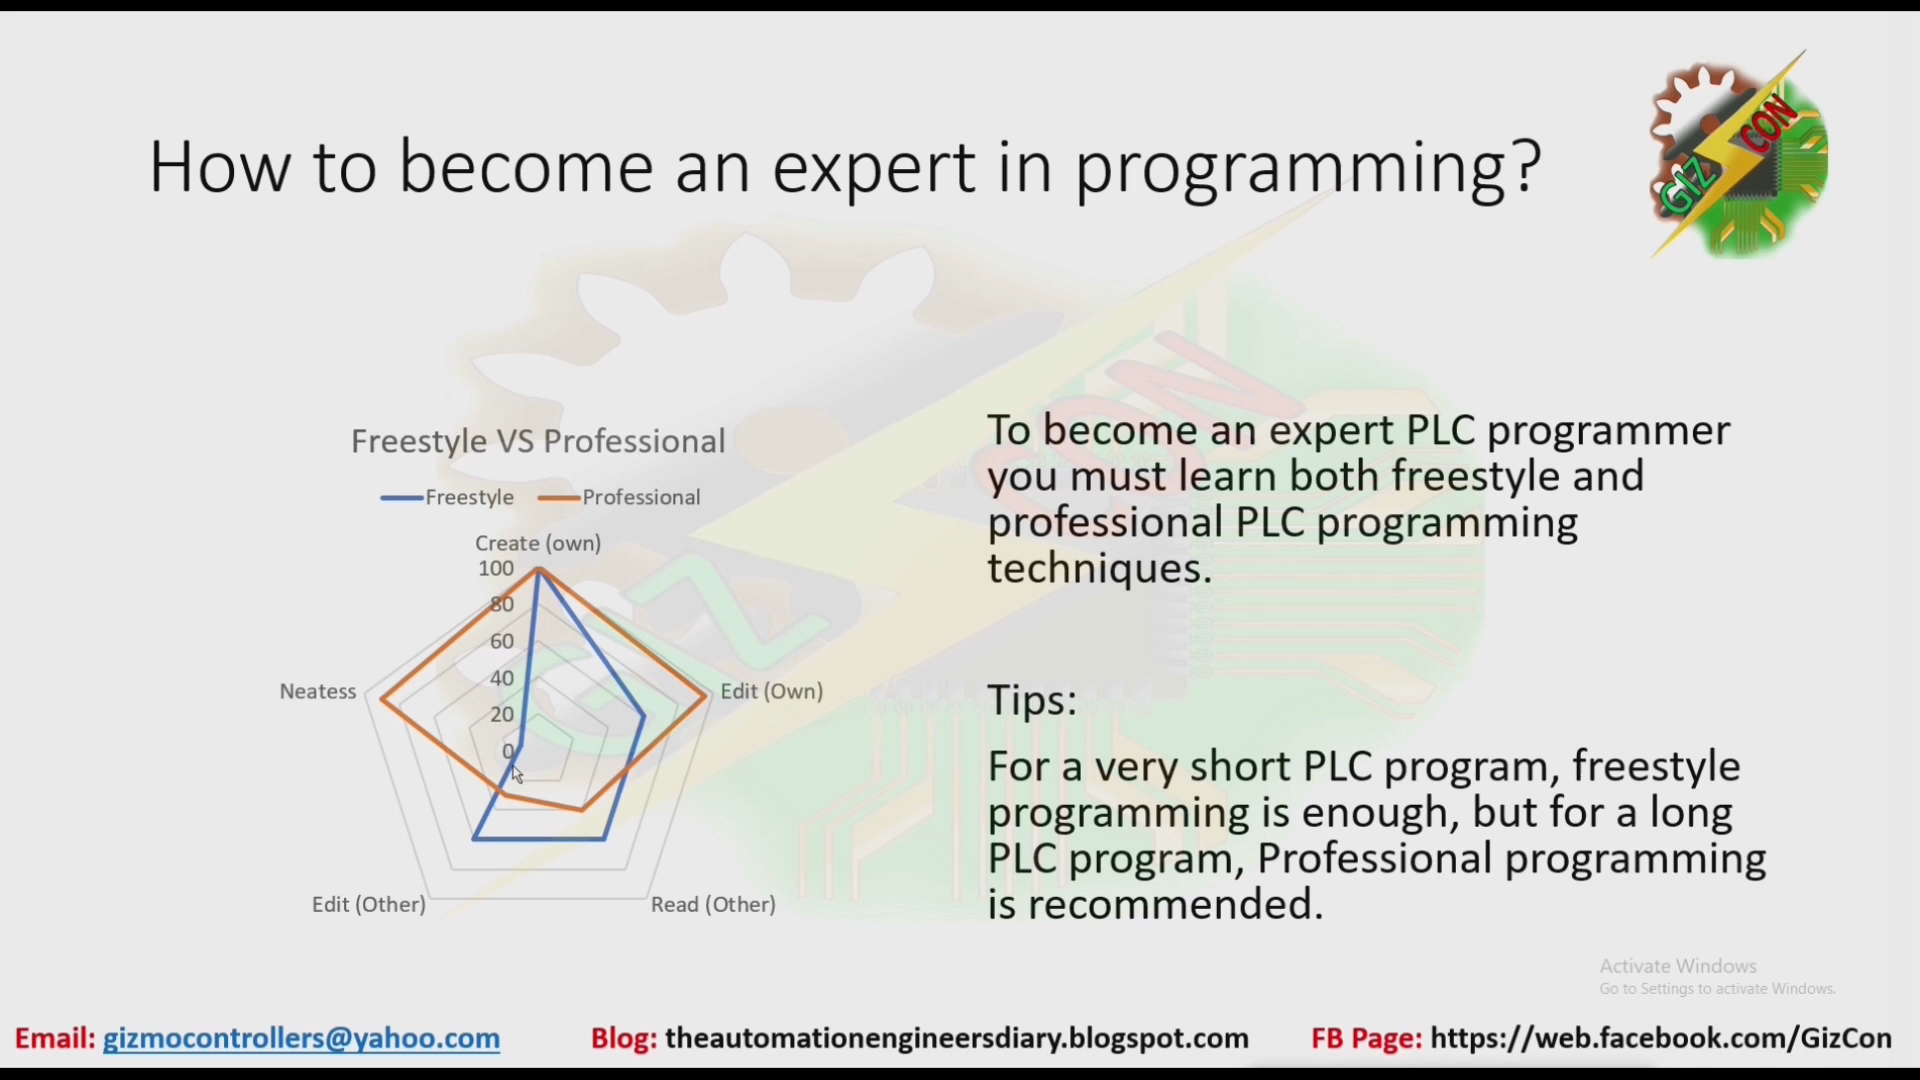 How to become an expert in programming?
GIZ CON
Freestyle VS Professional
Freestyle Professional
Create (own)
100
80
60
40
20
0
Neatess
Edit (Own)
Edit (Other)
Read (Other)
GIZ CON
To become an expert PLC programmer
you must learn both freestyle and
professional PLC programming
techniques.
Tips:
For a very short PLC program, freestyle
programming is enough, but for a long
PLC program, Professional programming
is recommended.
Activate Windows
Go to Settings to activate Windows.
Email: gizmocontrollers@yahoo.com Blog: theautomationengineersdiary.blogspot.com FB Page: https://web.facebook.com/GizCon